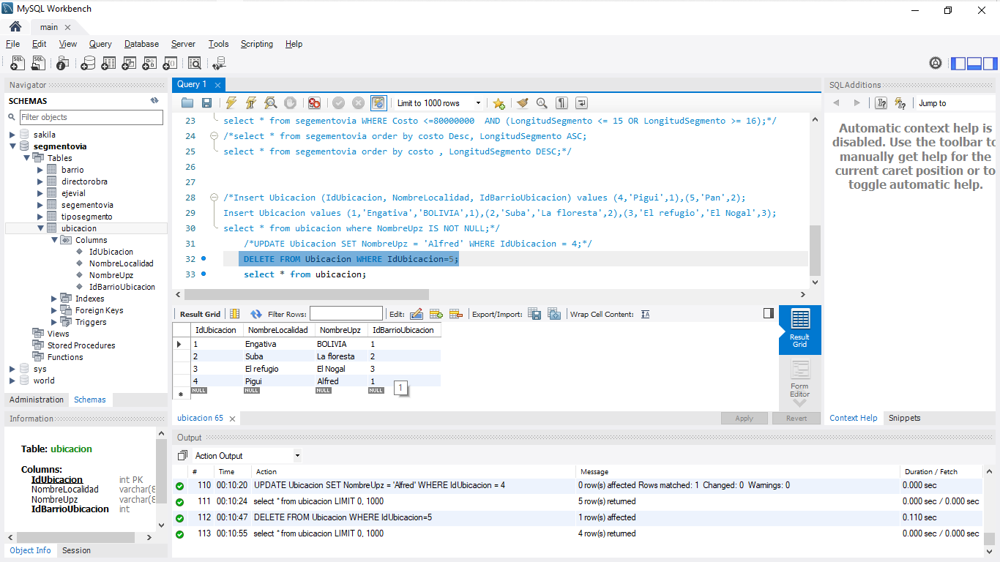 MySQL Workbench
main
File Edit View Query Database Server Tools Scripting Help
Navigator
SCHEMAS
Filter objects
sakila
segmentovia
Tables
barrio
directorobra
ejevial
segementovia
tiposegmento
ubicacion
Columns
IdUbicacion
NombreLocalidad
NombreUpz
IdBarrioUbicacion
Indexes
Foreign Keys
Triggers
Views
Stored Procedures
Functions
sys
world
Administration Schemas
Information
Table: ubicacion
Columns:
IdUbicacion int PK
NombreLocalidad
NombreUpz
IdBarrioUbicacion int
Object Info Session
Query 1
Limit to 1000 rows
23 select * from segementovia WHERE Costo <=80000000 AND (LongitudSegmento <= 15 OR LongitudSegmento >= 16);*/
24 /*select * from segementovia order by costo Desc, LongitudSegmento ASC;
25 select * from segementovia order by costo , LongitudSegmento DESC;*/
26
27
28 /*Insert Ubicacion (IdUbicacion, NombreLocalidad, IdBarrioUbicacion) values (4,'Pigui',1),(5,'Pan',2);
29 Insert Ubicacion values (1,'Engativa','BOLIVIA',1),(2,'Suba','La floresta',2),(3,'El refugio','El Nogal',3);
30 select * from ubicacion where NombreUpz IS NOT NULL;*/
31 /*UPDATE Ubicacion SET NombreUpz = 'Alfred' WHERE IdUbicacion = 4;*/
32 DELETE FROM Ubicacion WHERE IdUbicacion=5;
33 select * from ubicacion;
Result Grid Filter Rows: Edit: Export/Import: Wrap Cell Content:
IdUbicacion NombreLocalidad NombreUpz IdBarrioUbicacion
1 Engativa BOLIVIA 1
2 Suba La floresta 2
3 El refugio El Nogal 3
4 Pigui Alfred 1
NULL NULL NULL NULL
1
Result
Grid
Form
Editor
ubicacion 65
Apply Revert
Output
Action Output
# Time Action Message Duration / Fetch
110 00:10:20 UPDATE Ubicacion SET NombreUpz = 'Alfred' WHERE IdUbicacion = 4 0 row(s) affected Rows matched: 1 Changed: 0 Warnings: 0 0.000 sec
111 00:10:24 select * from ubicacion LIMIT 0, 1000 5 row(s) returned 0.000 sec / 0.000 sec
112 00:10:47 DELETE FROM Ubicacion WHERE IdUbicacion=5 1 row(s) affected 0.110 sec
113 00:10:55 select * from ubicacion LIMIT 0, 1000 4 row(s) returned 0.000 sec / 0.000 sec
SQLAdditions
Jump to
Automatic context help is
disabled. Use the toolbar to
manually get help for the
current caret position or to
toggle automatic help.
Context Help Snippets